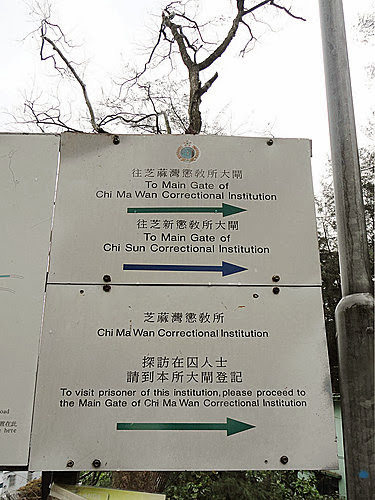 往芝蔴灣懲教所大閘
To Main Gate of
Chi Ma Wan Correctional Institution
往芝新懲教所大閘
To Main Gate of
Chi Sun Correctional Institution
芝蔴灣懲教所
Chi Ma Wan Correctional Institution
探訪在囚人士
請到本所大閘登記
To visit prisoner of this institution, please proceed to
the Main Gate of Chi Ma Wan Correctional Institution
oad
在此
here